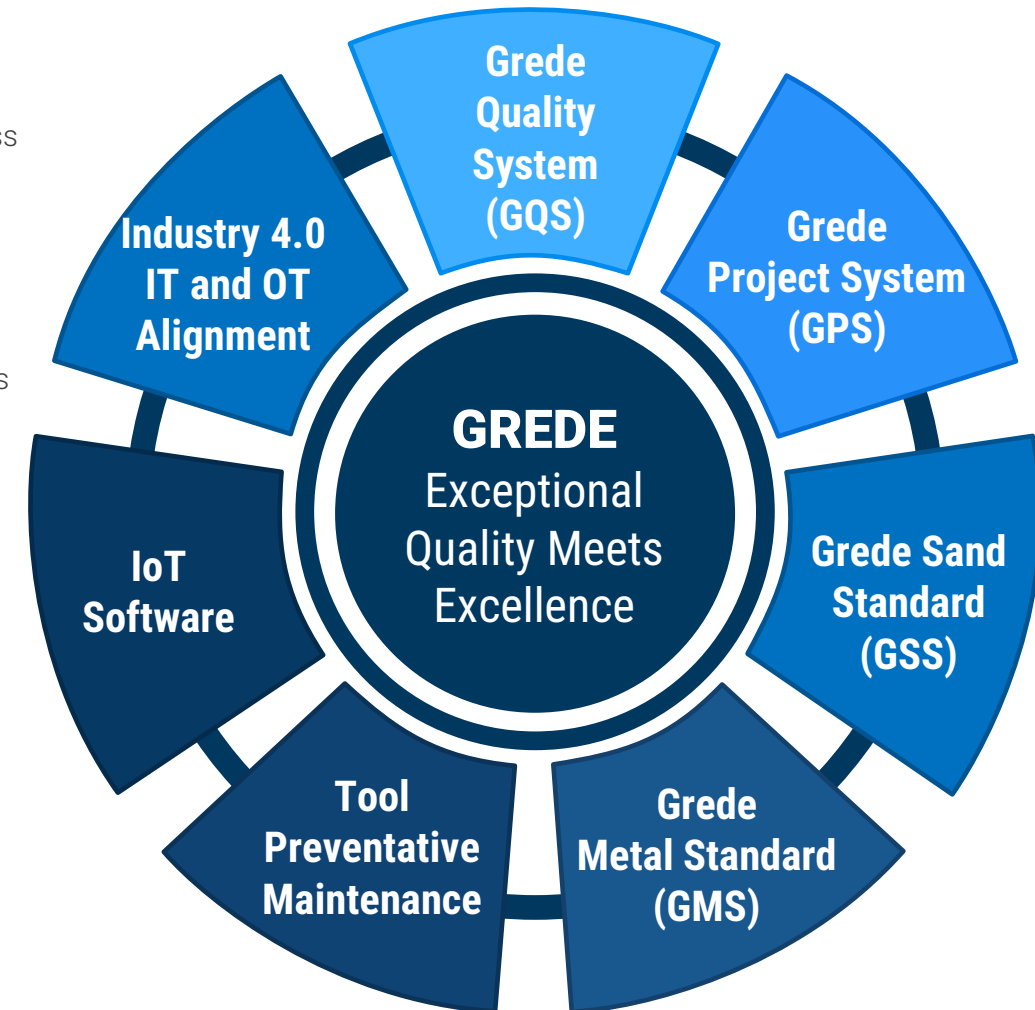 Grede
Quality
System
(GQS)
Grede
Project System
(GPS)
Grede Sand
Standard
(GSS)
Grede
Metal Standard
(GMS)
Tool
Preventative
Maintenance
IoT
Software
Industry 4.0
IT and OT
Alignment
GREDE
Exceptional
Quality Meets
Excellence